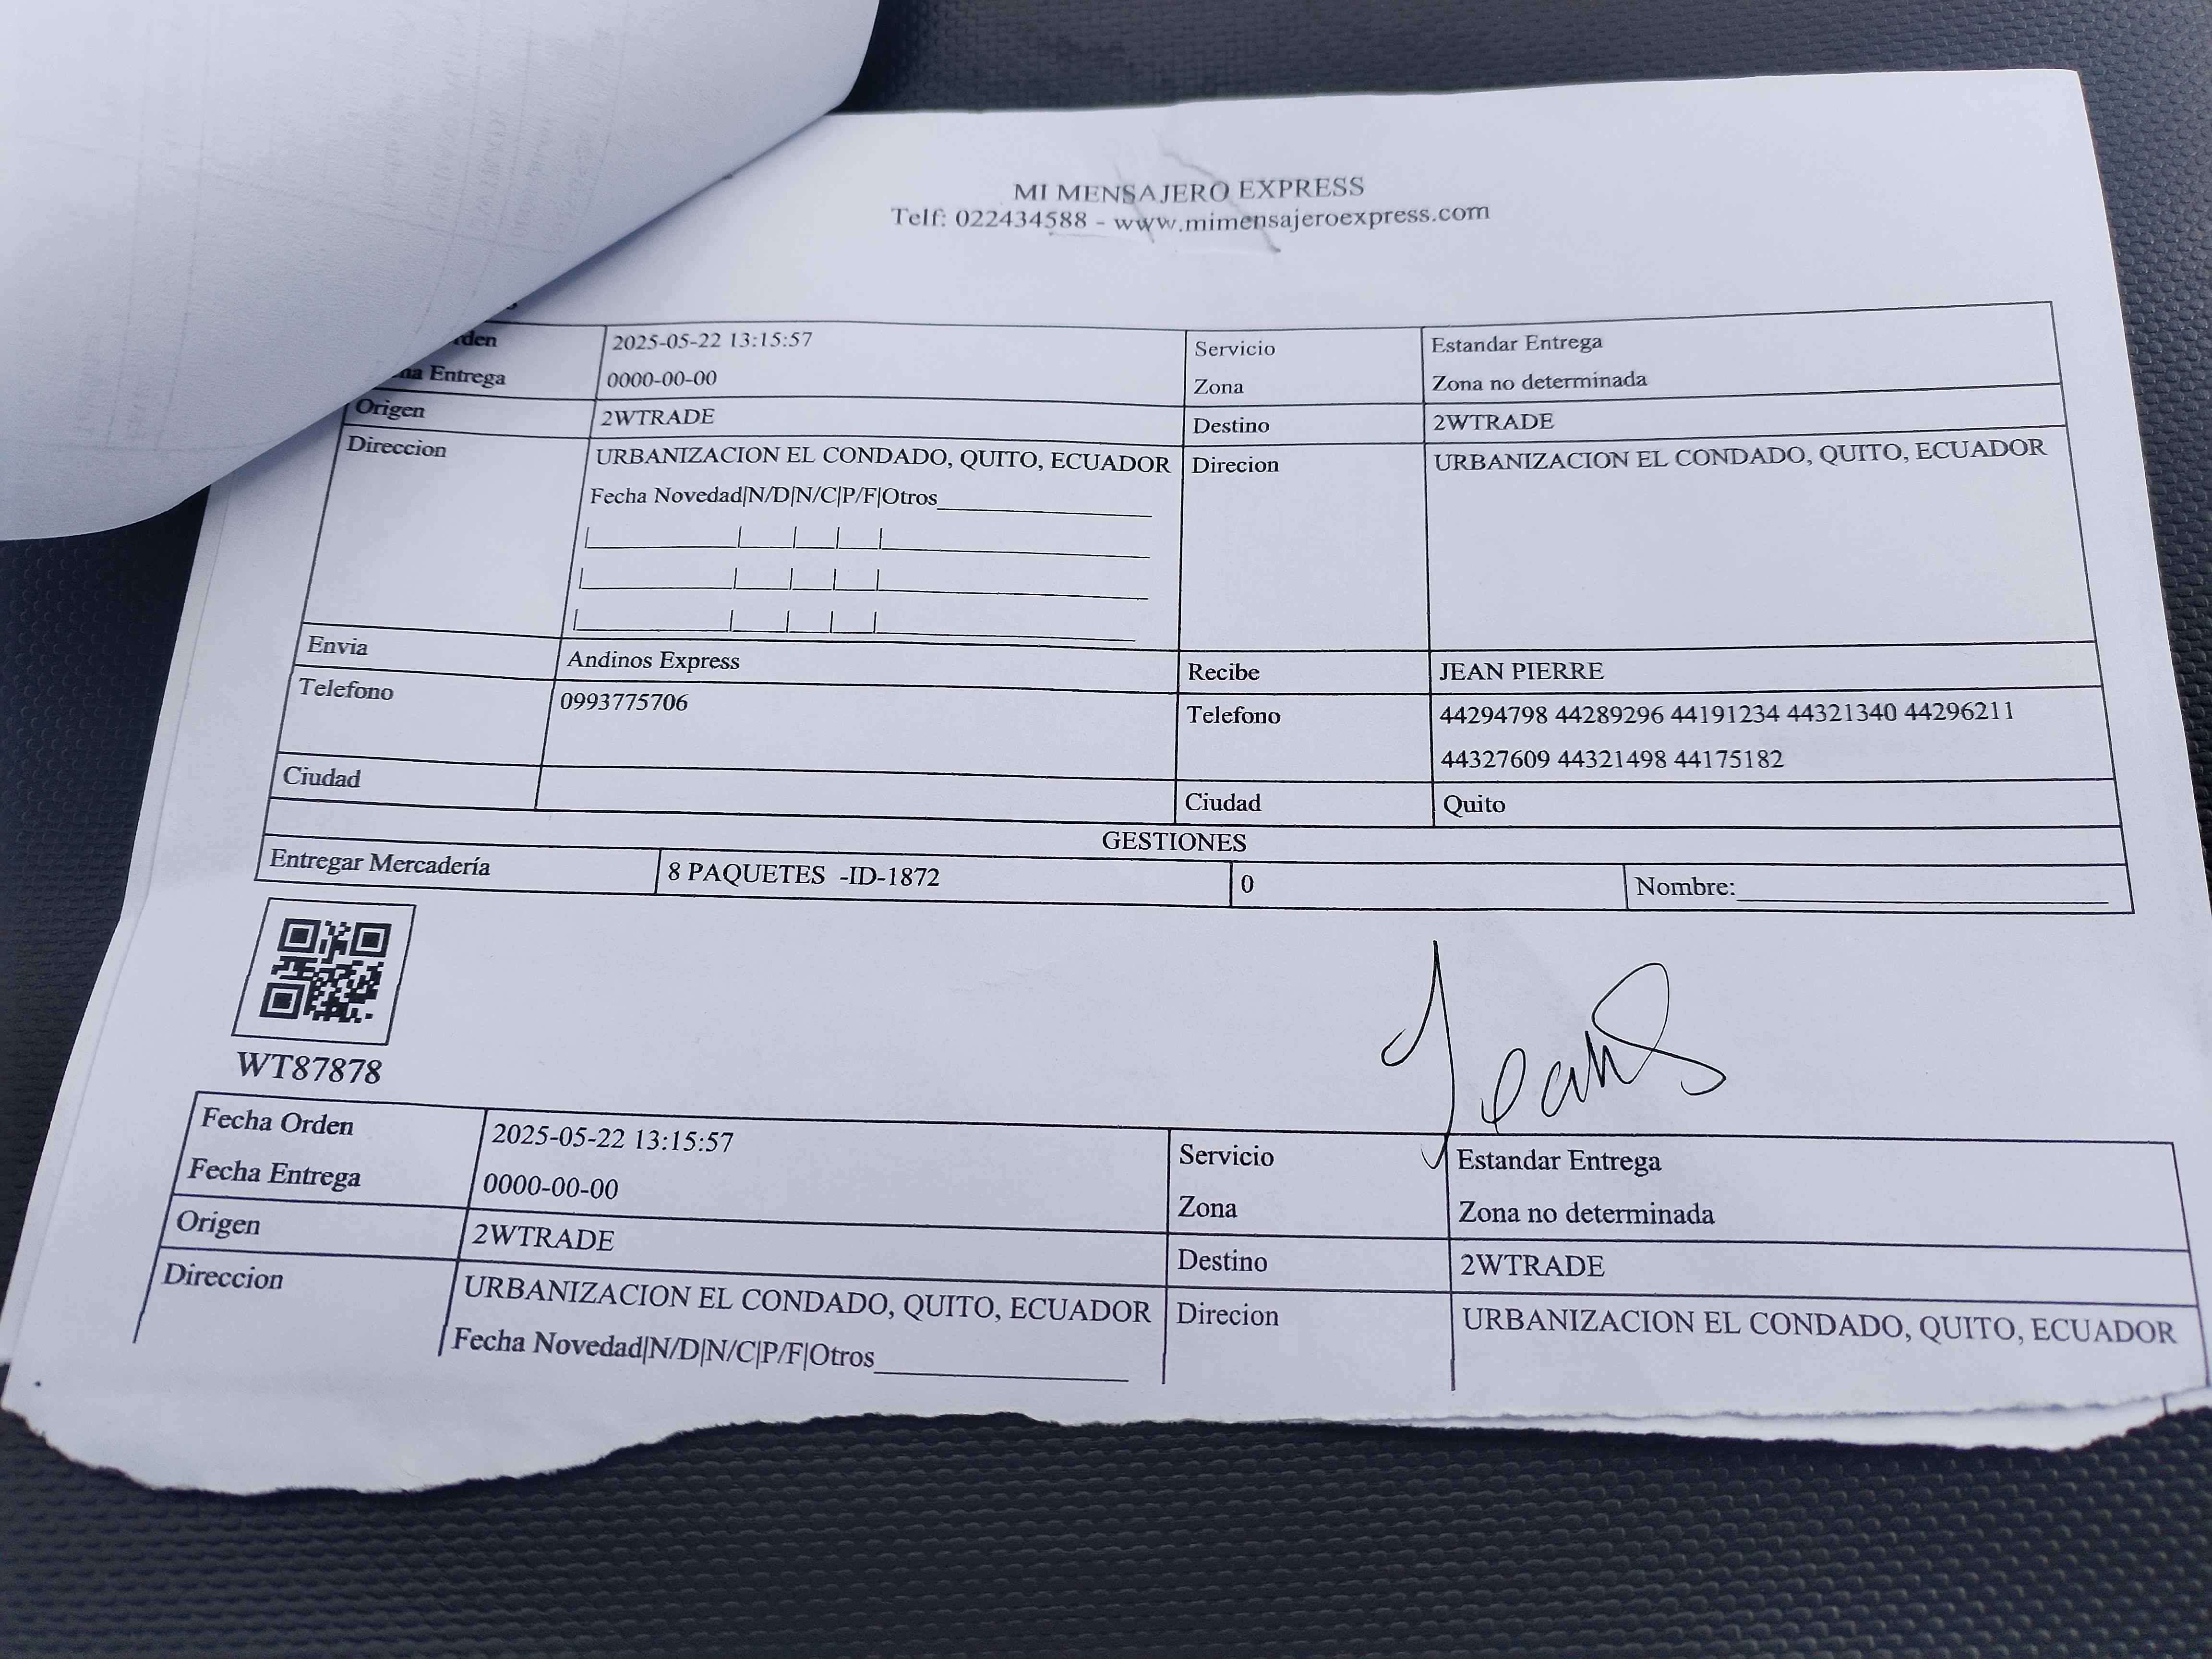 MI MENSAJERO EXPRESS
Telf: 022434588 - www.mimensajeroexpress.com
2025-05-22 13:15:57 Servicio Estandar Entrega
Entrega 0000-00-00 Zona Zona no determinada
Origen 2WTRADE Destino 2WTRADE
Direccion URBANIZACION EL CONDADO, QUITO, ECUADOR Direcion URBANIZACION EL CONDADO, QUITO, ECUADOR
Fecha Novedad|N/D|N/C|P/F|Otros
Envia Andinos Express Recibe JEAN PIERRE
Telefono 0993775706 Telefono 44294798 44289296 44191234 44321340 44296211
44327609 44321498 44175182
Ciudad Ciudad Quito
GESTIONES
Entregar Mercadería 8 PAQUETES -ID-1872 0 Nombre:
WT87878
Fecha Orden 2025-05-22 13:15:57 Servicio Estandar Entrega
Fecha Entrega 0000-00-00 Zona Zona no determinada
Origen 2WTRADE Destino 2WTRADE
Direccion URBANIZACION EL CONDADO, QUITO, ECUADOR Direcion URBANIZACION EL CONDADO, QUITO, ECUADOR
Fecha Novedad|N/D|N/C|P/F|Otros